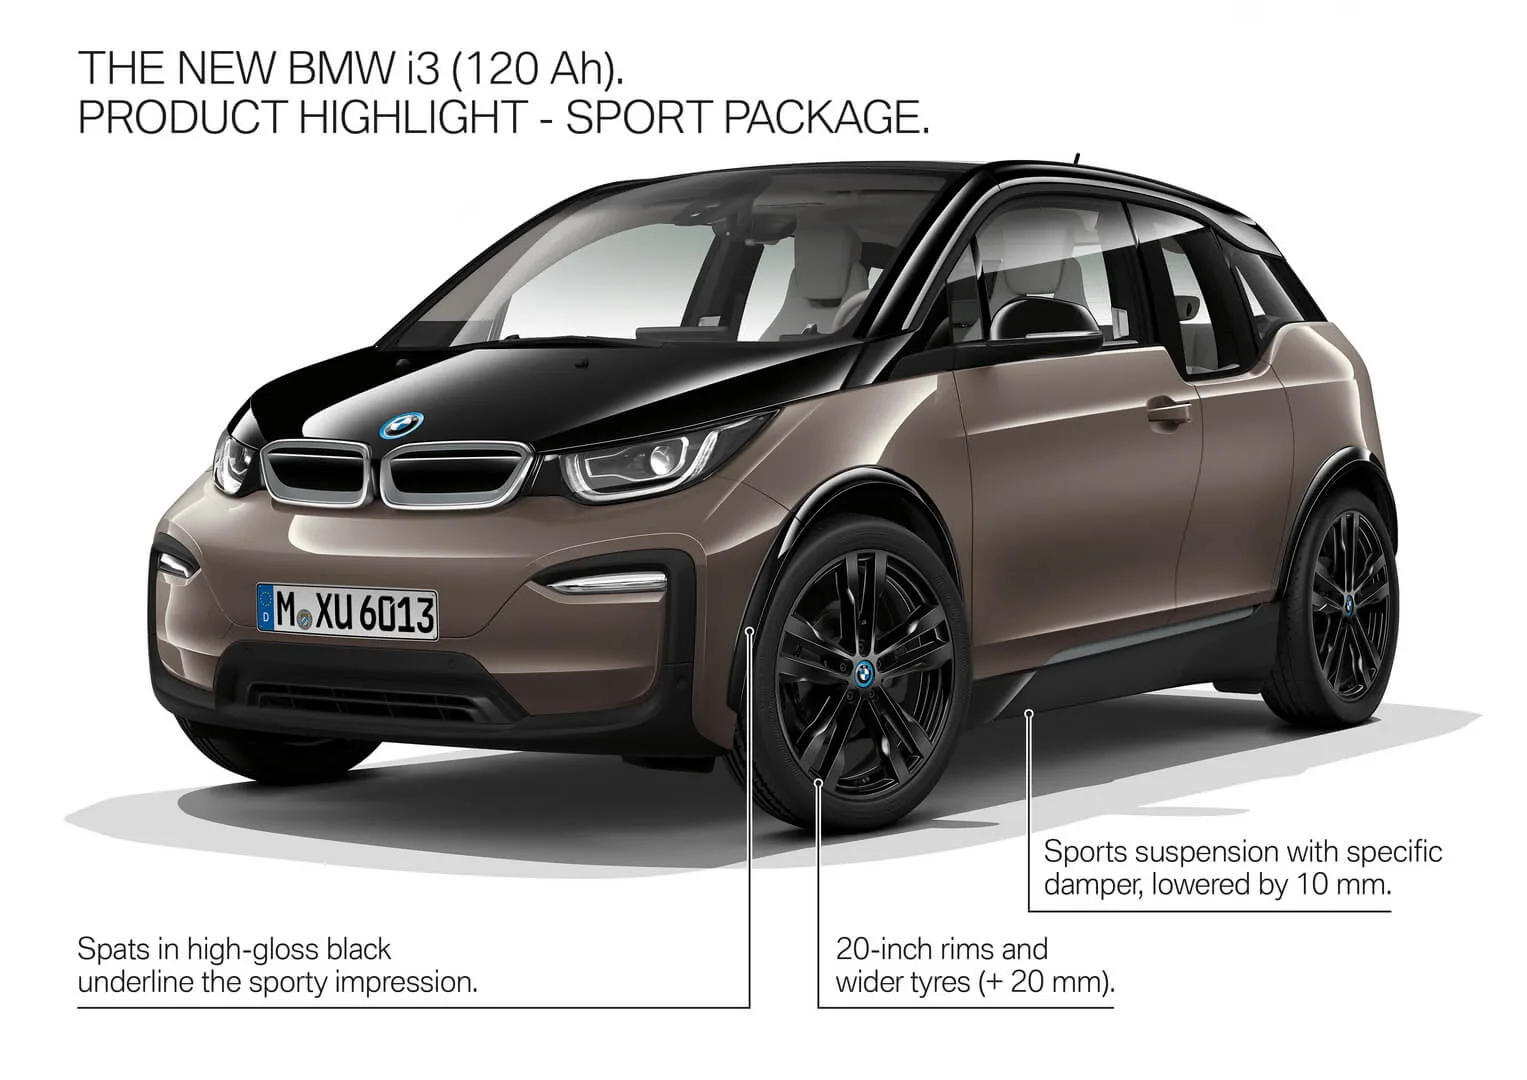 THE NEW BMW i3 (120 Ah).
PRODUCT HIGHLIGHT - SPORT PACKAGE.
D M XU 6013
Sports suspension with specific
damper, lowered by 10 mm.
Spats in high-gloss black
underline the sporty impression.
20-inch rims and
wider tyres (+ 20 mm).